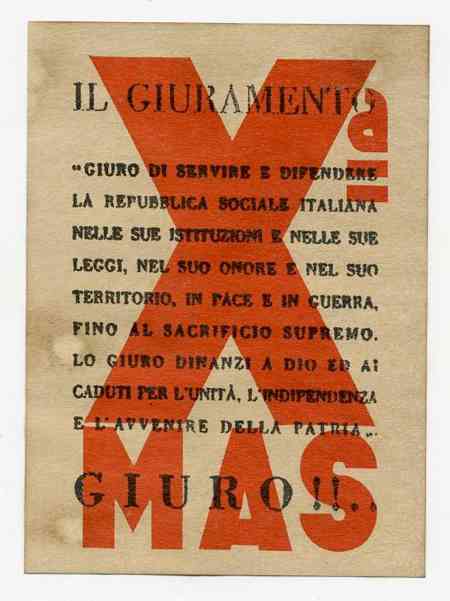 IL GIURAMENTO
"GIURO DI SERVIRE E DIFENDERE
LA REPUBBLICA SOCIALE ITALIANA
NELLE SUE ISTITUZIONI E NELLE SUE
LEGGI, NEL SUO ONORE E NEL SUO
TERRITORIO, IN PACE E IN GUERRA,
FINO AL SACRIFICIO SUPREMO.
LO GIURO DINANZI A DIO ED AI
CADUTI PER L'UNITÀ, L'INDIPENDENZA
E L'AVVENIRE DELLA PATRIA„.
GIURO!!..
Xª
MAS